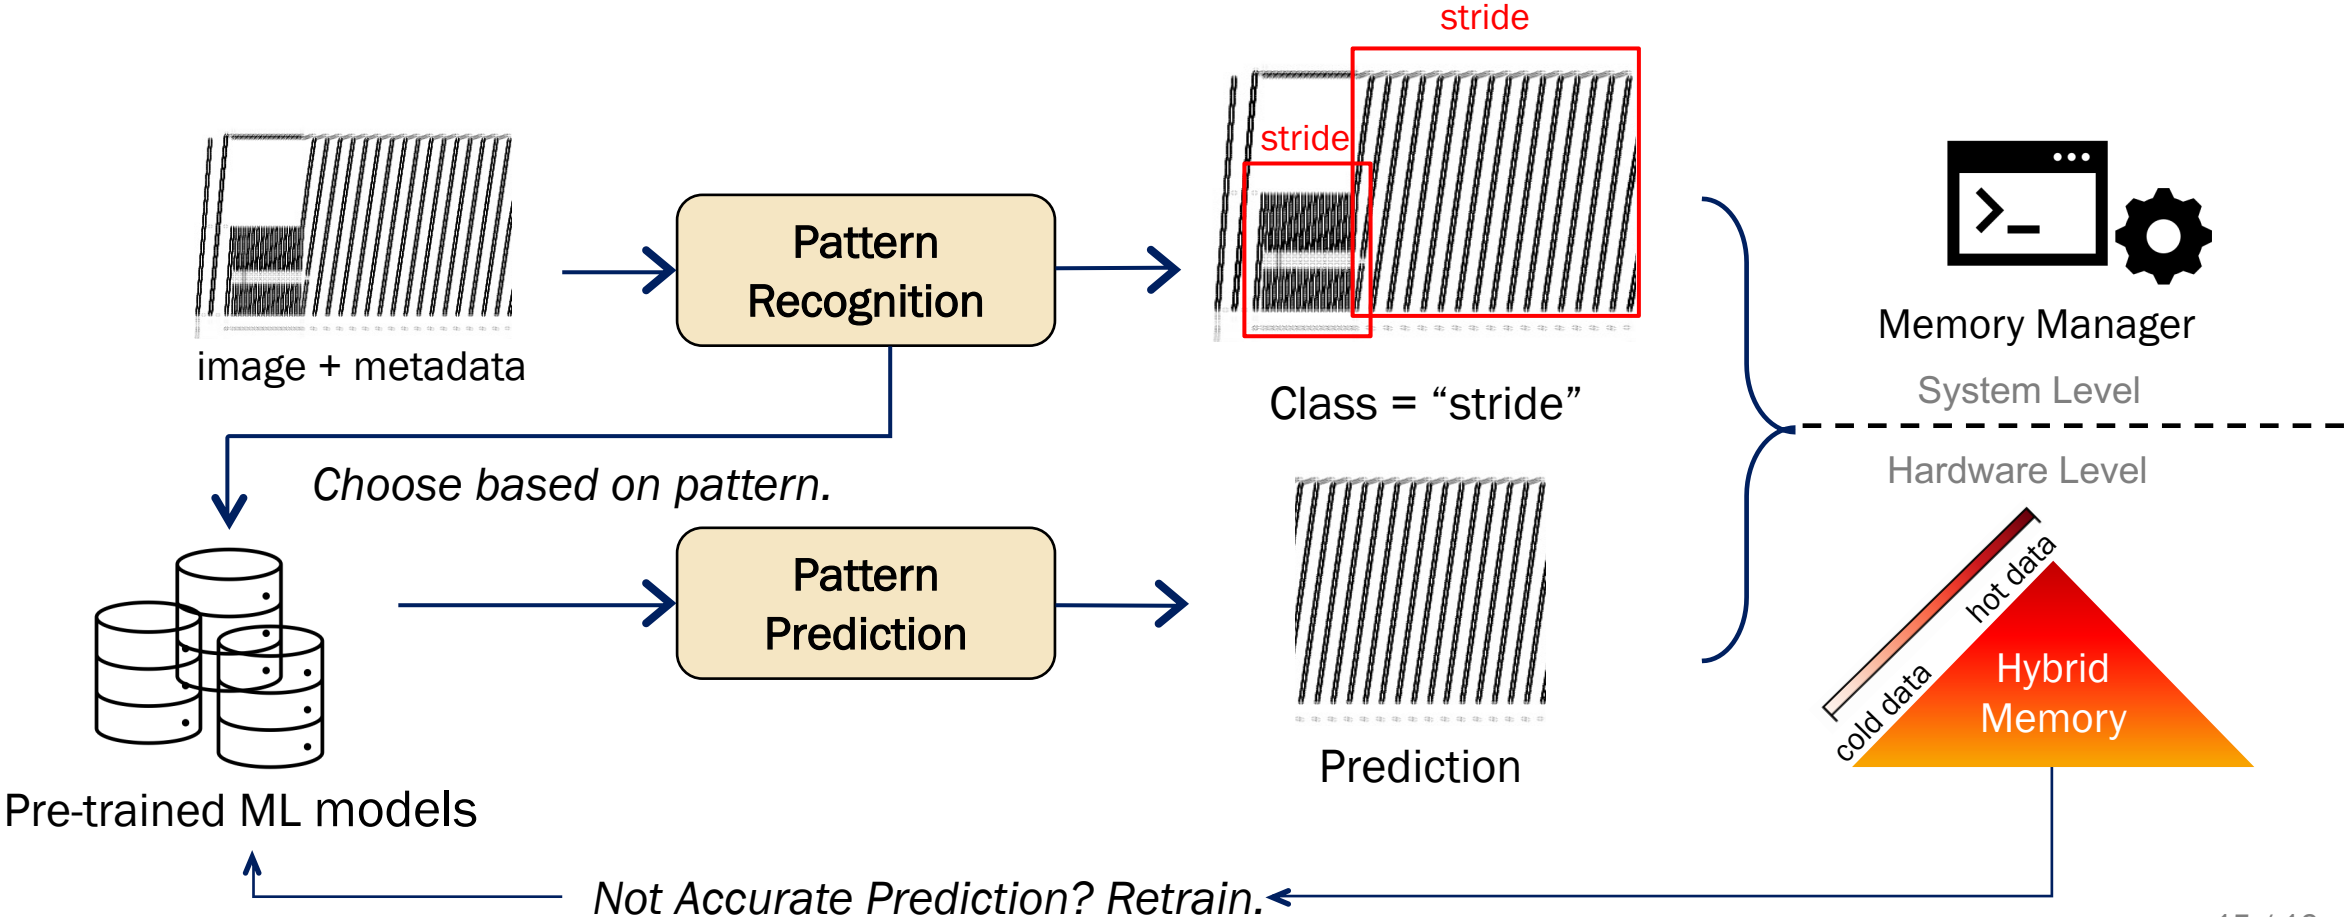 stride
stride
image + metadata
Pattern
Recognition
Class = “stride”
Memory Manager
System Level
Hardware Level
Choose based on pattern.
Pattern
Prediction
Prediction
hot data
cold data
Hybrid
Memory
Pre-trained ML models
Not Accurate Prediction? Retrain.